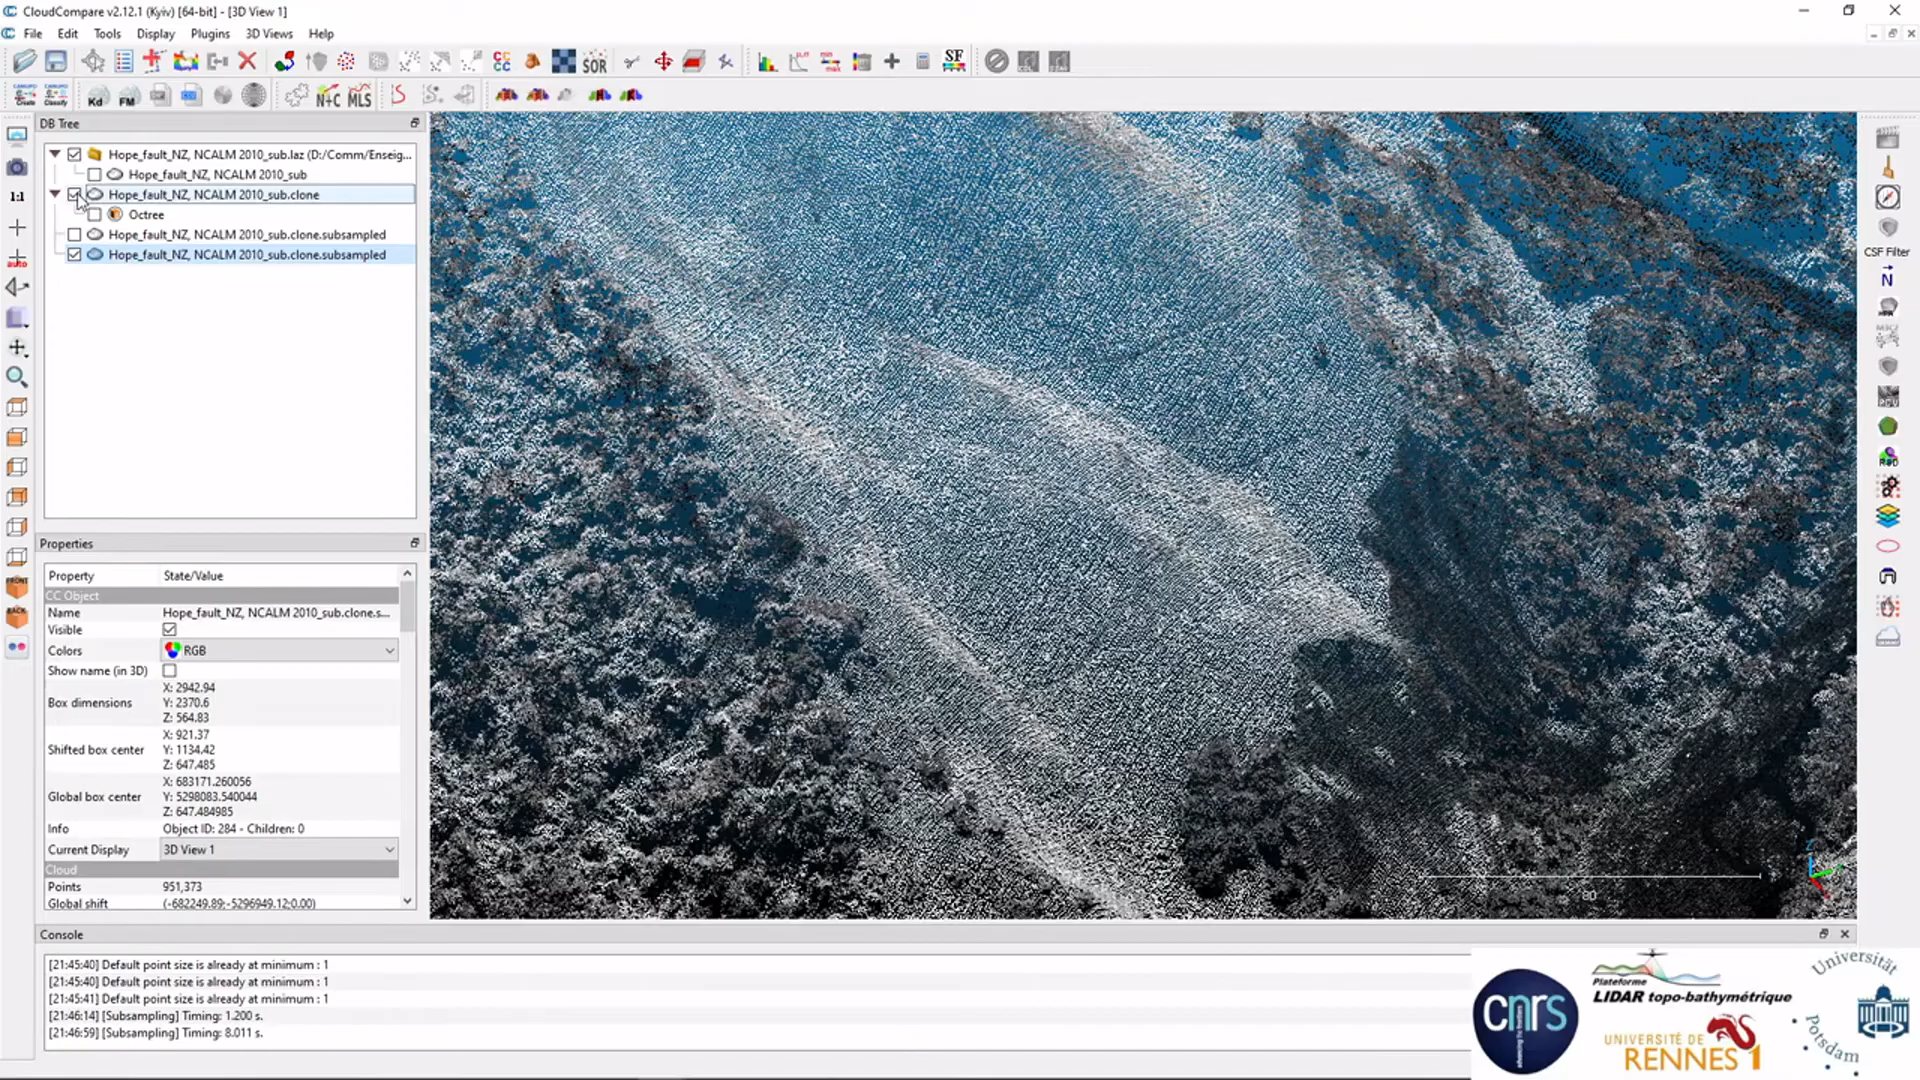 CloudCompare v2.12.1 (Kyiv) [64-bit] - [3D View 1]
File Edit Tools Display Plugins 3D Views Help
SOR SF
Kd FM N+C MLS
DB Tree
Hope_fault_NZ, NCALM 2010_sub.laz (D:/Comm/Enseig...
Hope_fault_NZ, NCALM 2010_sub
Hope_fault_NZ, NCALM 2010_sub.clone
Octree
Hope_fault_NZ, NCALM 2010_sub.clone.subsampled
Hope_fault_NZ, NCALM 2010_sub.clone.subsampled
1:1
auto
FRONT
BACK
CSF Filter
N
Properties
Property State/Value
CC Object
Name Hope_fault_NZ, NCALM 2010_sub.clone.s...
Visible
Colors RGB
Show name (in 3D)
Box dimensions X: 2942.94
Y: 2370.6
Z: 564.83
Shifted box center X: 921.37
Y: 1134.42
Z: 647.485
Global box center X: 683171.260056
Y: 5298083.540044
Z: 647.484985
Info Object ID: 284 - Children: 0
Current Display 3D View 1
Cloud
Points 951,373
Global shift (-682249.89;-5296949.12;0.00)
80
Z
Console
[21:45:40] Default point size is already at minimum : 1
[21:45:40] Default point size is already at minimum : 1
[21:45:41] Default point size is already at minimum : 1
[21:46:14] [Subsampling] Timing: 1.200 s.
[21:46:59] [Subsampling] Timing: 8.011 s.
cnrs
Plateforme
LIDAR topo-bathymétrique
UNIVERSITÉ DE
RENNES 1
Universität
Potsdam